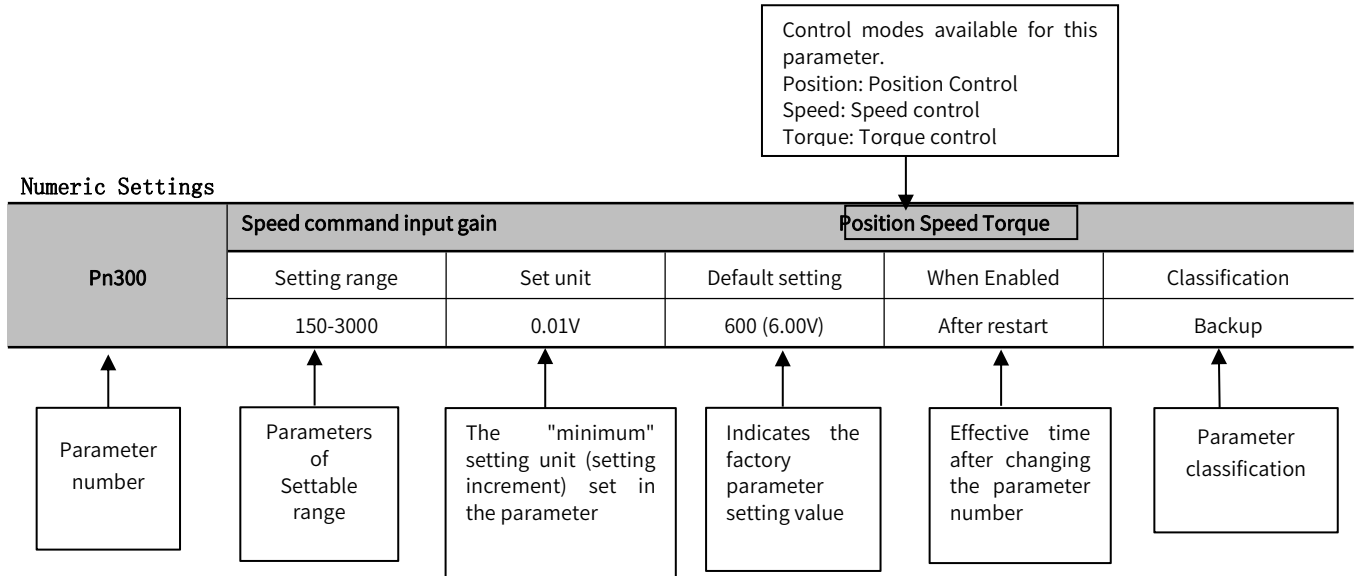 Control modes available for this
parameter.
Position: Position Control
Speed: Speed control
Torque: Torque control
Numeric Settings
Pn300
Speed command input gain
Position Speed Torque
Setting range
Set unit
Default setting
When Enabled
Classification
150-3000
0.01V
600 (6.00V)
After restart
Backup
Parameter
number
Parameters
of
Settable
range
The "minimum"
setting unit (setting
increment) set in
the parameter
Indicates the
factory
parameter
setting value
Effective time
after changing
the parameter
number
Parameter
classification